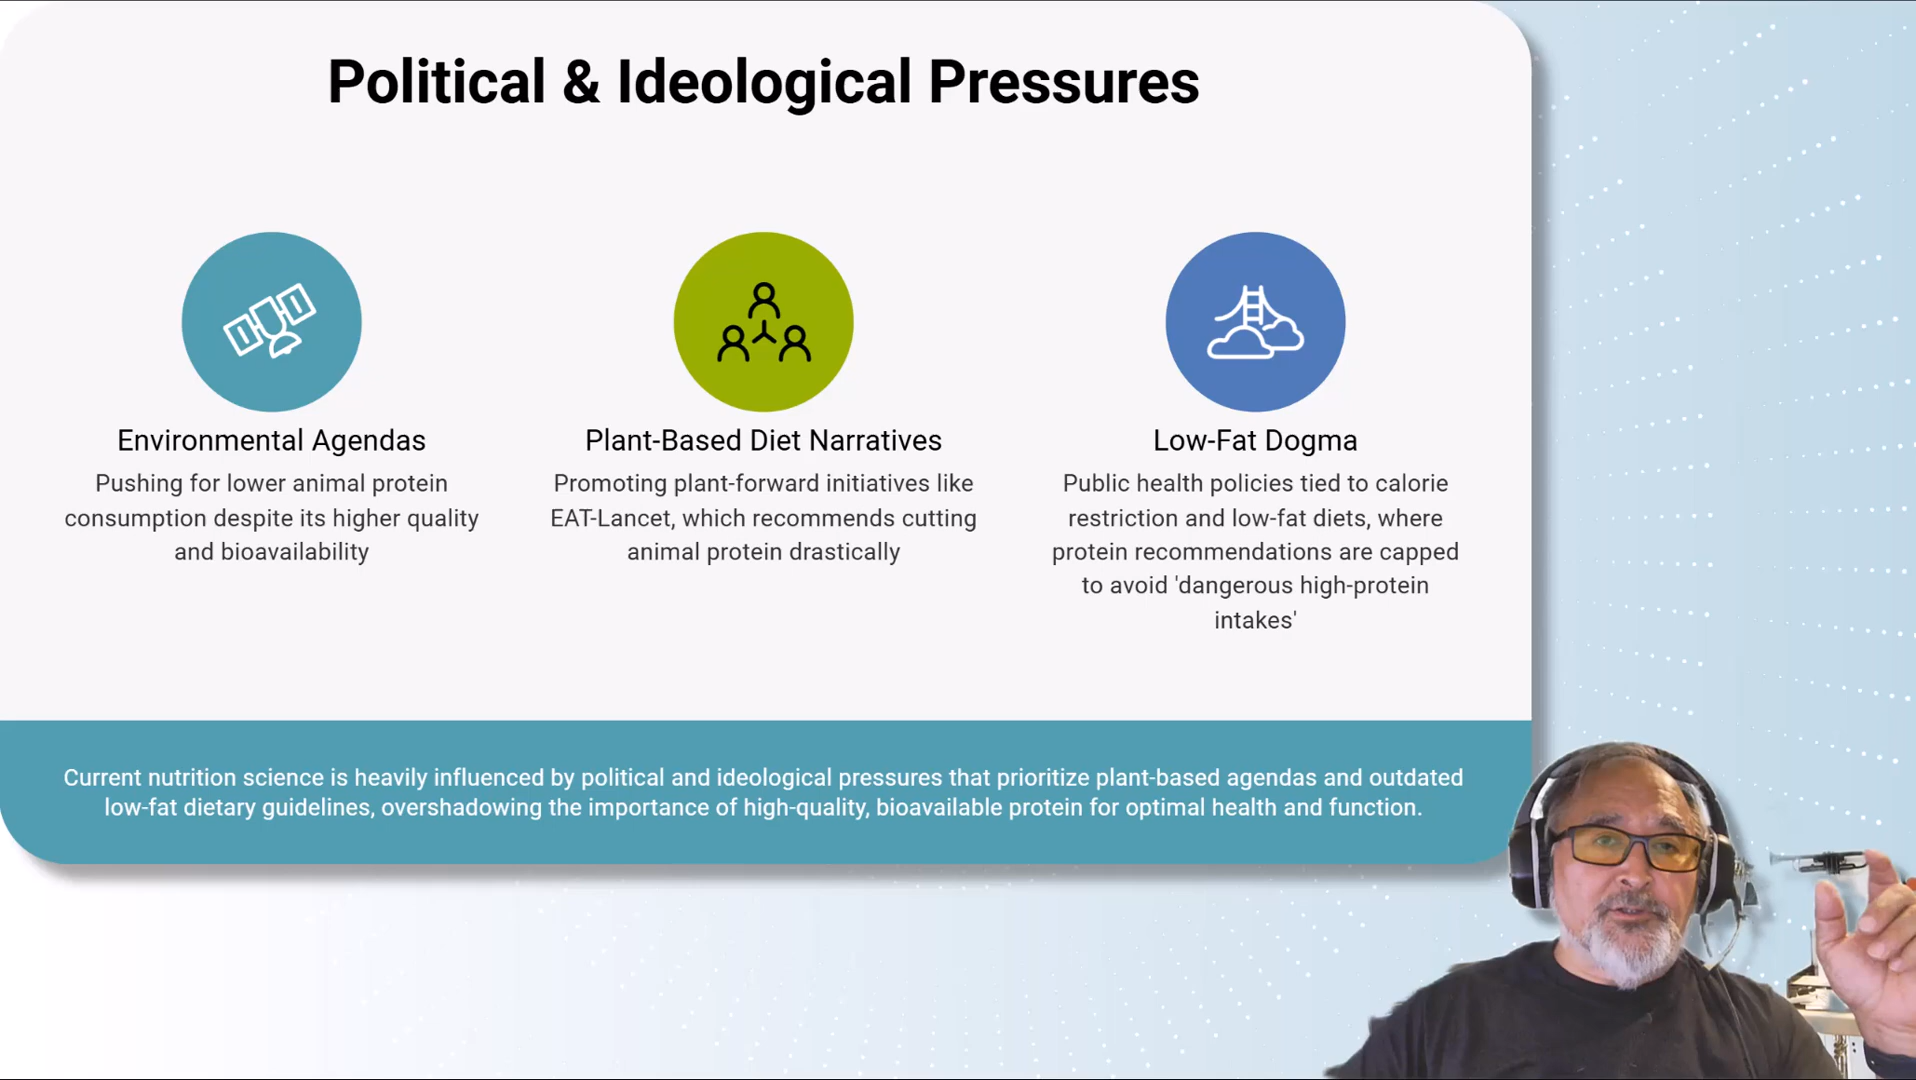 Political & Ideological Pressures
Environmental Agendas
Pushing for lower animal protein
consumption despite its higher quality
and bioavailability
Plant-Based Diet Narratives
Promoting plant-forward initiatives like
EAT-Lancet, which recommends cutting
animal protein drastically
Low-Fat Dogma
Public health policies tied to calorie
restriction and low-fat diets, where
protein recommendations are capped
to avoid 'dangerous high-protein
intakes'
Current nutrition science is heavily influenced by political and ideological pressures that prioritize plant-based agendas and outdated
low-fat dietary guidelines, overshadowing the importance of high-quality, bioavailable protein for optimal health and function.